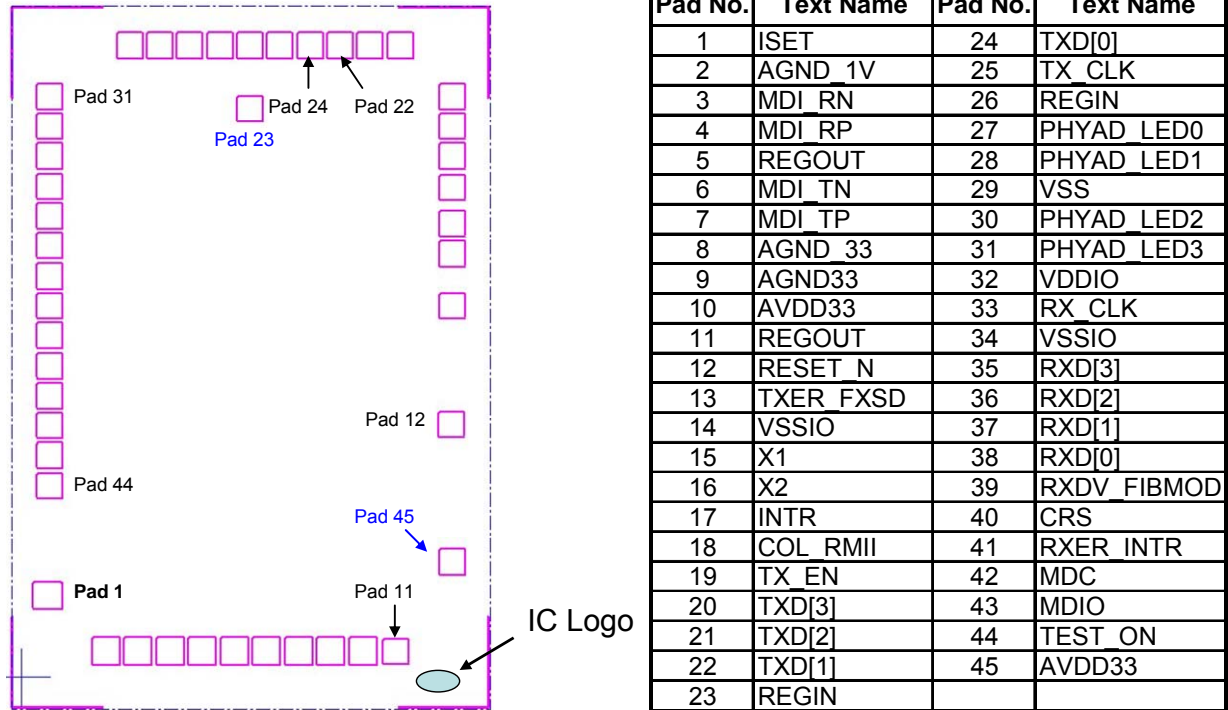 Pad 31
Pad 24
Pad 22
Pad 23
Pad 12
Pad 44
Pad 45
Pad 1
Pad 11
IC Logo
Pad No. Text Name Pad No. Text Name
1 ISET 24 TXD[0]
2 AGND_1V 25 TX_CLK
3 MDI_RN 26 REGIN
4 MDI_RP 27 PHYAD_LED0
5 REGOUT 28 PHYAD_LED1
6 MDI_TN 29 VSS
7 MDI_TP 30 PHYAD_LED2
8 AGND_33 31 PHYAD_LED3
9 AGND33 32 VDDIO
10 AVDD33 33 RX_CLK
11 REGOUT 34 VSSIO
12 RESET_N 35 RXD[3]
13 TXER_FXSD 36 RXD[2]
14 VSSIO 37 RXD[1]
15 X1 38 RXD[0]
16 X2 39 RXDV_FIBMOD
17 INTR 40 CRS
18 COL_RMII 41 RXER_INTR
19 TX_EN 42 MDC
20 TXD[3] 43 MDIO
21 TXD[2] 44 TEST_ON
22 TXD[1] 45 AVDD33
23 REGIN